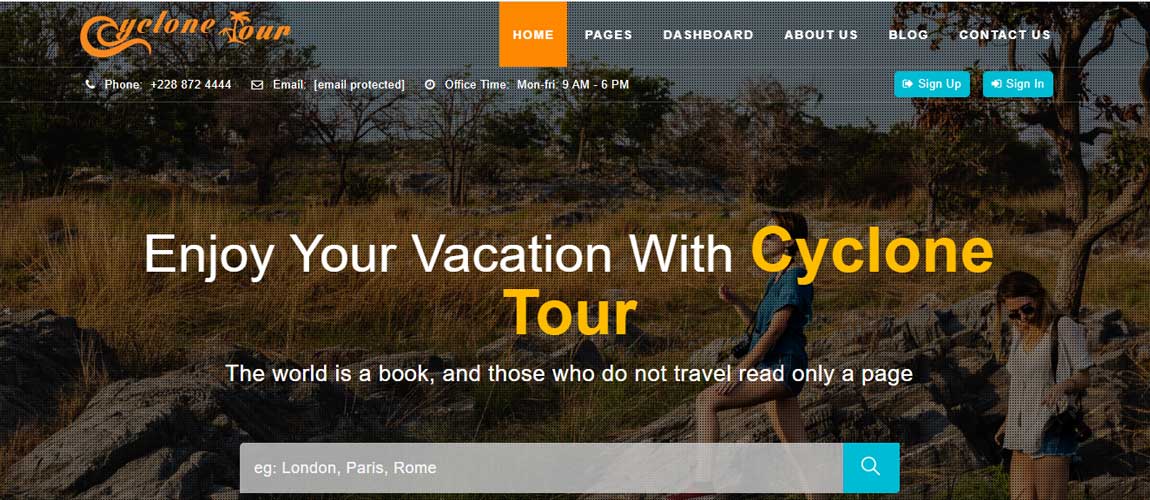 Cyclone Tour
HOME PAGES DASHBOARD ABOUT US BLOG CONTACT US
Phone: +228 872 4444 Email: [email protected] Office Time: Mon-fri: 9 AM - 6 PM Sign Up Sign In
Enjoy Your Vacation With Cyclone
Tour
The world is a book, and those who do not travel read only a page
eg: London, Paris, Rome